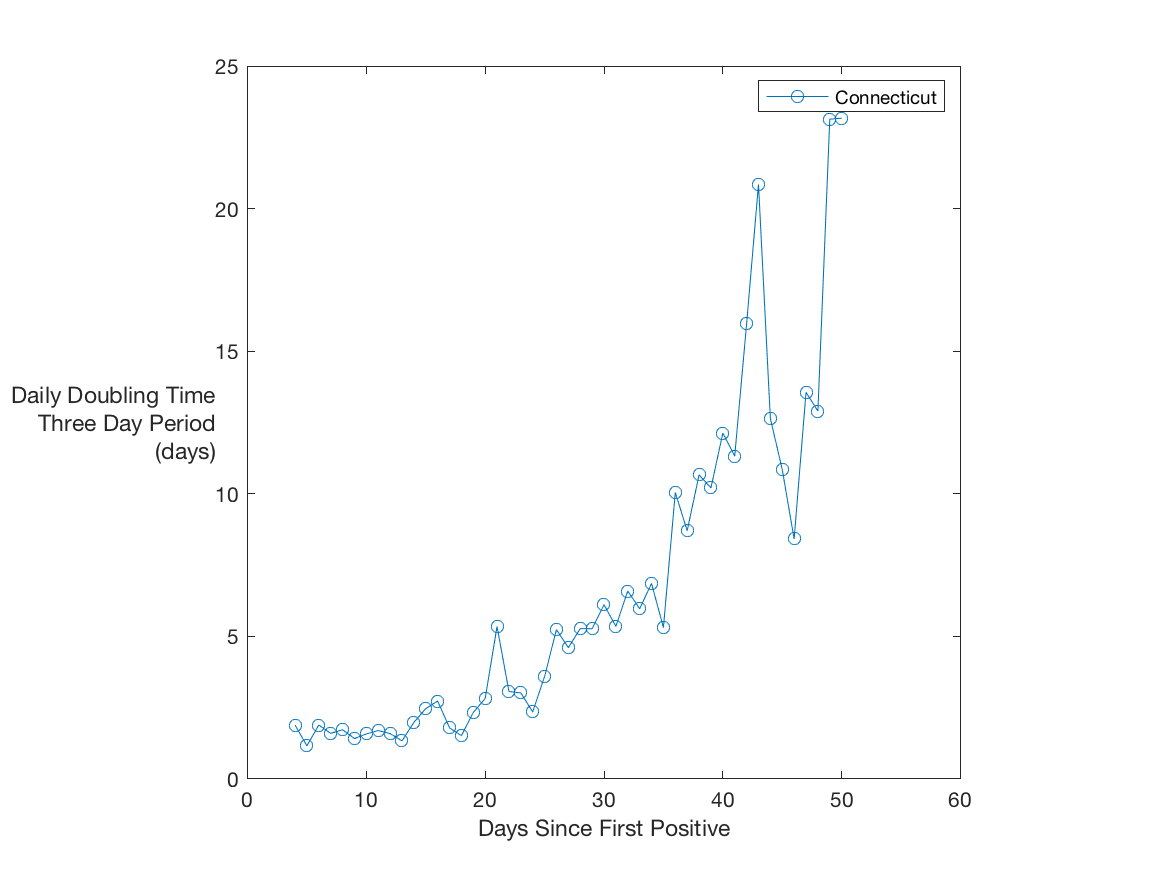 25
20
15
10
5
0
Daily Doubling Time
Three Day Period
(days)
Connecticut
0 10 20 30 40 50 60
Days Since First Positive